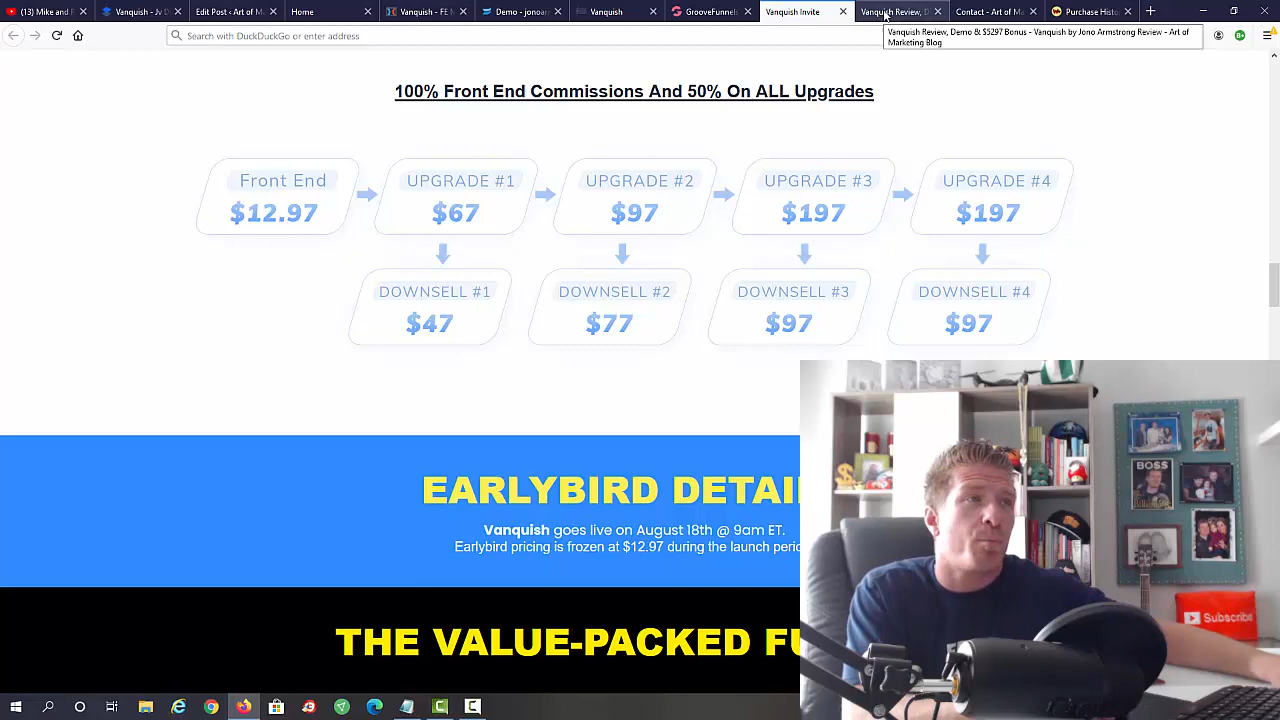 (13) Mike and F
Vanquish - Jv D
Edit Post ‹ Art of M
Home
Vanquish - FE M
Demo - jonoarm
Vanquish
GrooveFunnels
Vanquish Invite
Vanquish Review, D
Contact - Art of Ma
Purchase Histo
Search with DuckDuckGo or enter address
Vanquish Review, Demo & $5297 Bonus - Vanquish by Jono Armstrong Review - Art of
Marketing Blog
100% Front End Commissions And 50% On ALL Upgrades
Front End
$12.97
UPGRADE #1
$67
UPGRADE #2
$97
UPGRADE #3
$197
UPGRADE #4
$197
DOWNSELL #1
$47
DOWNSELL #2
$77
DOWNSELL #3
$97
DOWNSELL #4
$97
EARLYBIRD DETAI
Vanquish goes live on August 18th @ 9am ET.
Earlybird pricing is frozen at $12.97 during the launch peri
THE VALUE-PACKED FU
BOSS
Subscribe